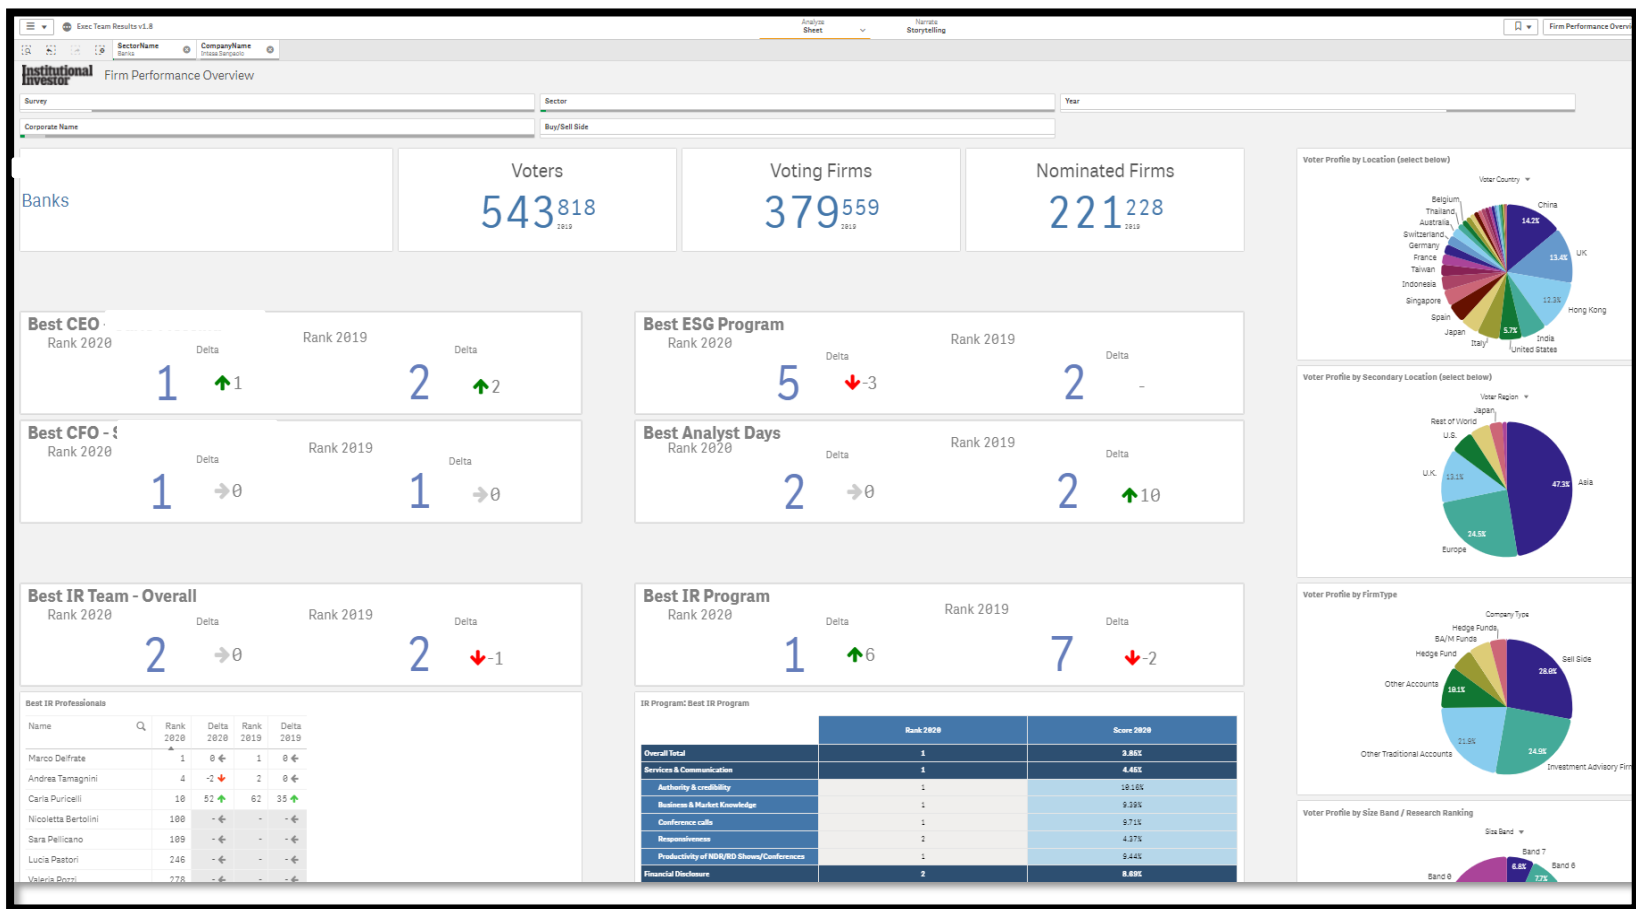 Exec Team Results v1.8
Analyze
Sheet
Narrate
Storytelling
Firm Performance Overvi
SectorName
Banks
CompanyName
Intesa Sanpaolo
Institutional
Investor
Firm Performance Overview
Survey
Sector
Year
Corporate Name
Buy/Sell Side
Banks
Voters
543 818
2019
Voting Firms
379 559
2019
Nominated Firms
221 228
2019
Best CEO -
Rank 2020
Delta
Rank 2019
Delta
1
1
2
2
Best ESG Program
Rank 2020
Delta
Rank 2019
Delta
5
-3
2
-
Best CFO -
Rank 2020
Delta
Rank 2019
Delta
1
0
1
0
Best Analyst Days
Rank 2020
Delta
Rank 2019
Delta
2
0
2
10
Best IR Team - Overall
Rank 2020
Delta
Rank 2019
Delta
2
0
2
-1
Best IR Program
Rank 2020
Delta
Rank 2019
Delta
1
6
7
-2
Best IR Professionals
Name Rank 2020 Delta 2020 Rank 2019 Delta 2019
Marco Delfrate 1 0 1 0
Andrea Tamagnini 4 -2 2 0
Carla Puricelli 10 52 62 35
Nicoletta Bertolini 100 - - -
Sara Pellicano 109 - - -
Lucia Pastori 246 - - -
Valeria Pozzi 278 - - -
IR Program: Best IR Program
Rank 2020 Score 2020
Overall Total 1 3.86%
Services & Communication 1 4.45%
Authority & credibility 1 10.16%
Business & Market Knowledge 1 9.39%
Conference calls 1 9.71%
Responsiveness 2 4.37%
Productivity of NDR/RD Shows/Conferences 1 9.44%
Financial Disclosure 2 8.69%
Voter Profile by Location (select below)
Voter Country
Belgium
Thailand
Australia
Switzerland
Germany
France
Taiwan
Indonesia
Singapore
Spain
Japan
Italy
United States
India
Hong Kong
UK
China
14.2%
13.4%
12.3%
5.7%
Voter Profile by Secondary Location (select below)
Voter Region
Japan
Rest of World
U.S.
U.K.
13.1%
47.3%
Asia
24.5%
Europe
Voter Profile by FirmType
Company Type
Hedge Funds
BA/M Funds
Hedge Fund
Other Accounts
10.1%
Sell Side
28.0%
21.9%
Other Traditional Accounts
24.9%
Investment Advisory Firm
Voter Profile by Size Band / Research Ranking
Size Band
Band 7
Band 6
Band 0
6.8%
7.7%